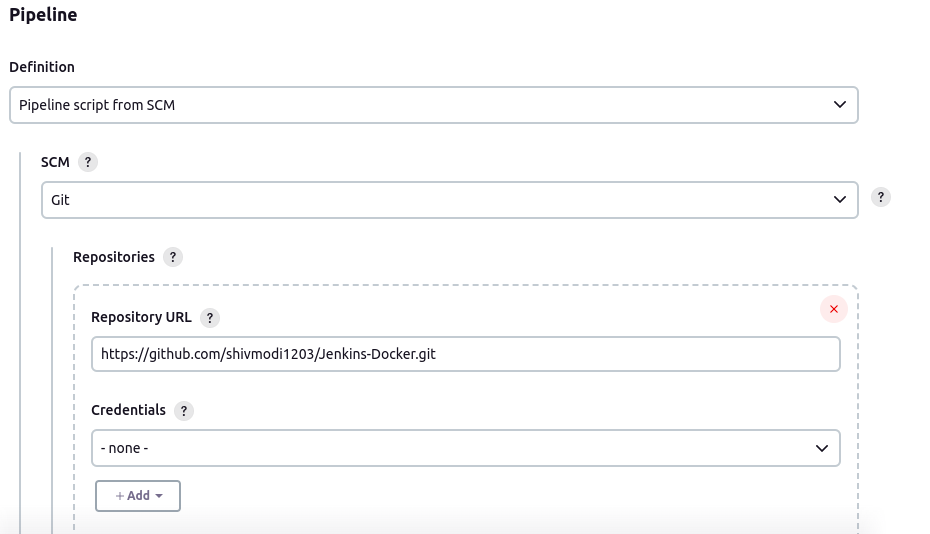 Pipeline
Definition
Pipeline script from SCM
SCM ?
Git
?
Repositories ?
Repository URL ?
https://github.com/shivmodi1203/Jenkins-Docker.git
Credentials ?
- none -
+ Add